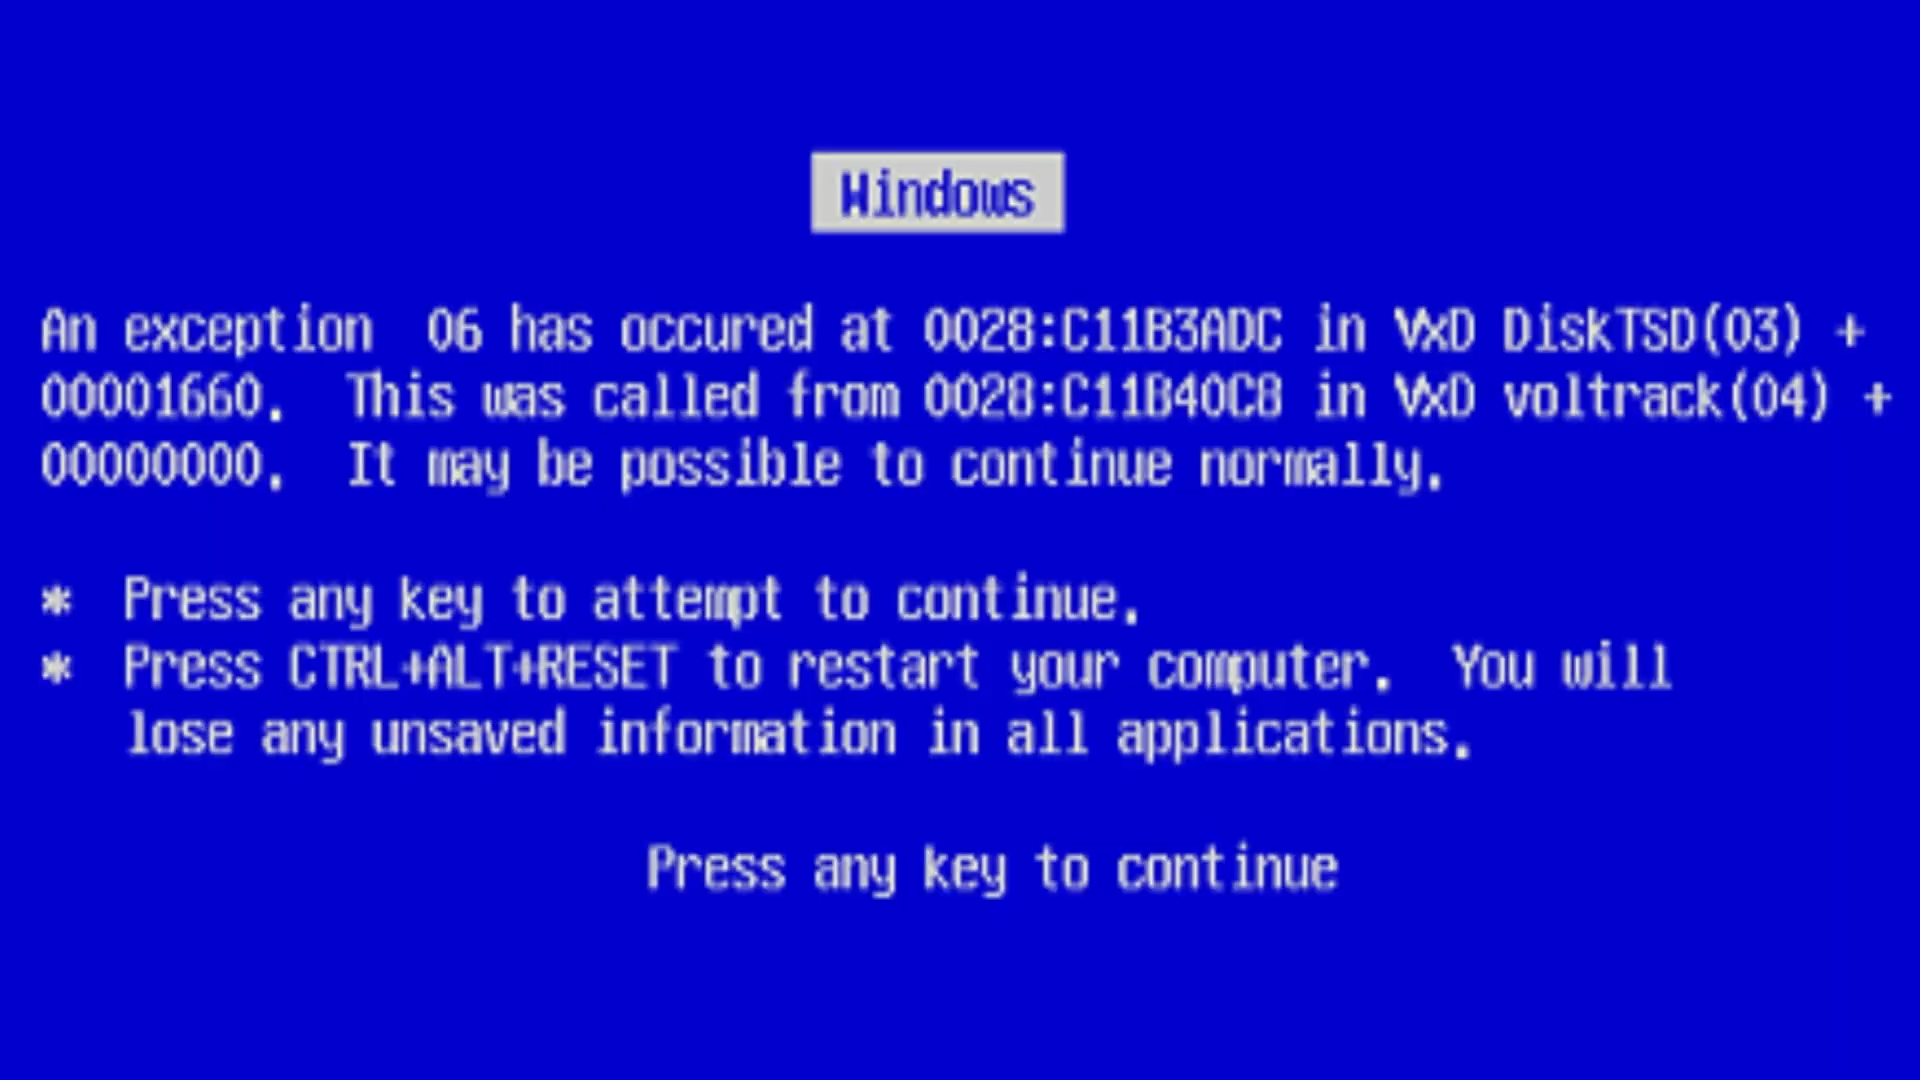 Windows
An exception  06 has occured at 0028:C11B3ADC in VxD DiskTSD(03) +
00001660.  This was called from 0028:C11B40C8 in VxD voltrack(04) +
00000000.  It may be possible to continue normally.
*  Press any key to attempt to continue.
*  Press CTRL+ALT+RESET to restart your computer.  You will
   lose any unsaved information in all applications.
Press any key to continue